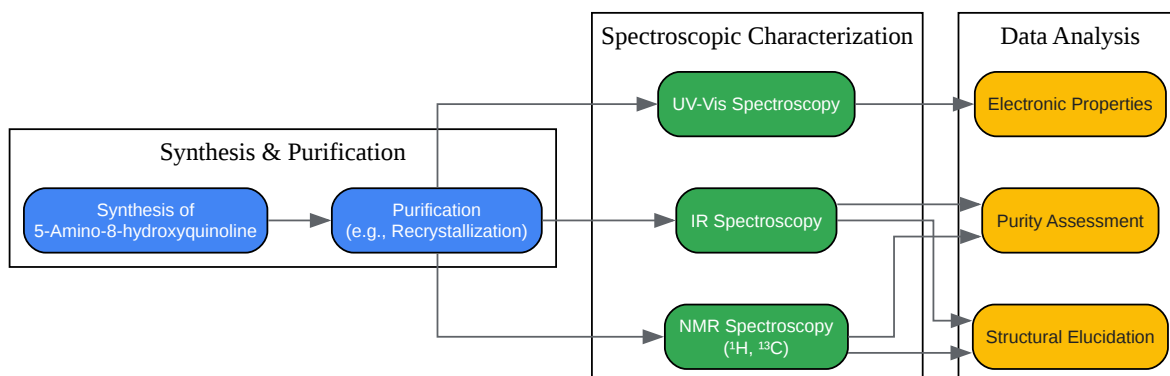 Synthesis & Purification
Synthesis of
5-Amino-8-hydroxyquinoline
Purification
(e.g., Recrystallization)
Spectroscopic Characterization
UV-Vis Spectroscopy
IR Spectroscopy
NMR Spectroscopy
(¹H, ¹³C)
Data Analysis
Electronic Properties
Purity Assessment
Structural Elucidation